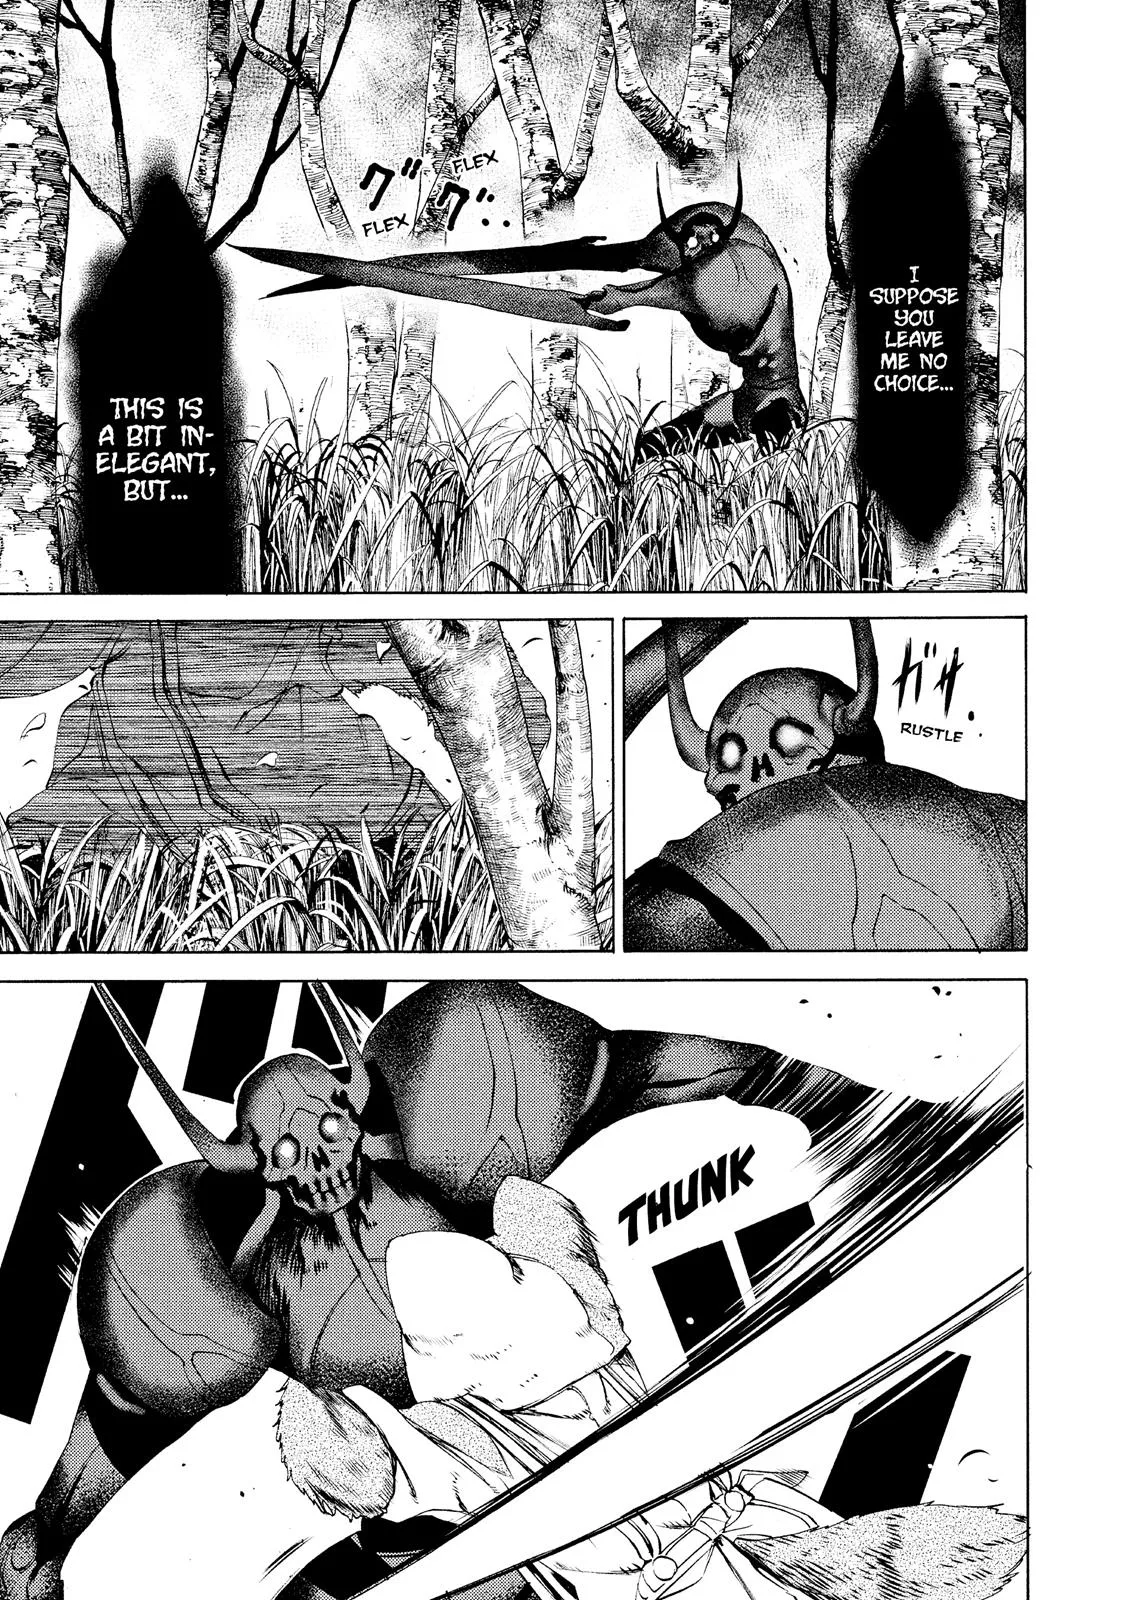 I
SUPPOSE
YOU
LEAVE
ME NO
CHOICE...
FLEX
グ
グ..
FLEX
THIS IS
A BIT IN-
ELEGANT,
BUT...
ガサ.
RUSTLE
THUNK